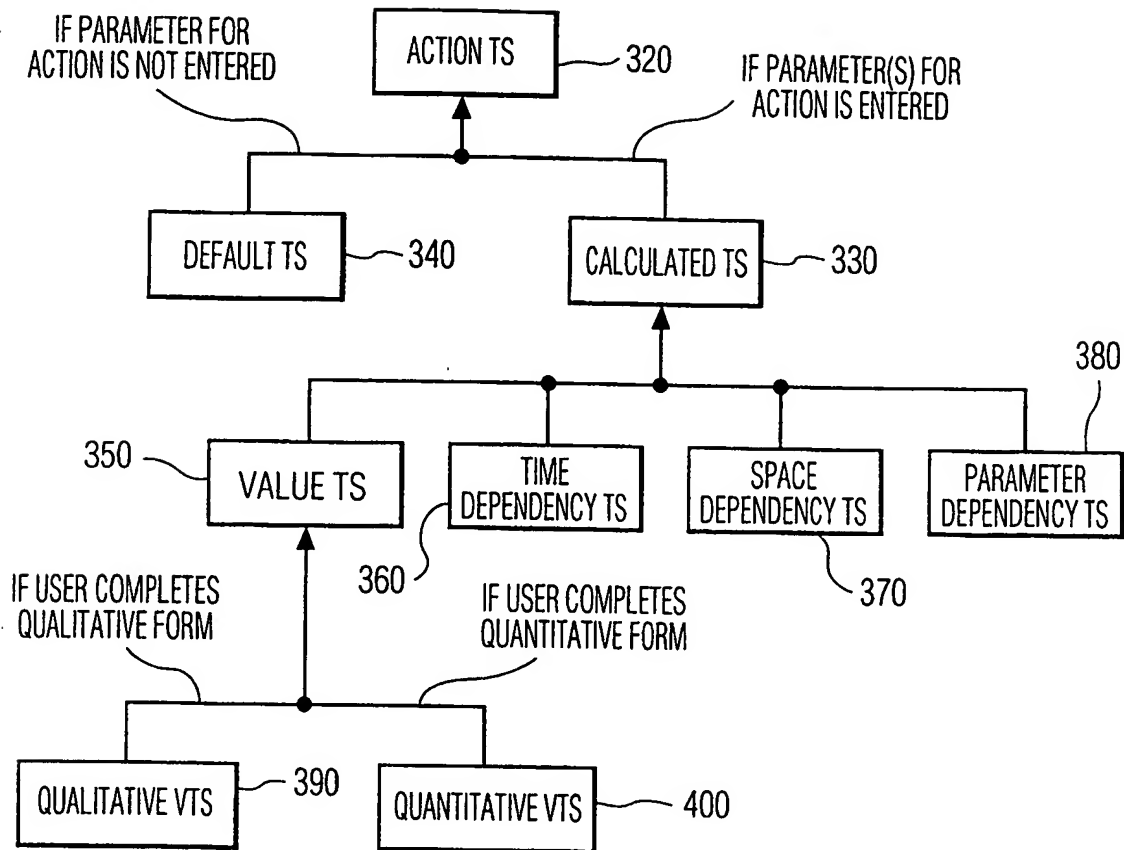 IF PARAMETER FOR
ACTION IS NOT ENTERED
ACTION TS
320
IF PARAMETER(S) FOR
ACTION IS ENTERED
DEFAULT TS
340
CALCULATED TS
330
380
350
VALUE TS
TIME
DEPENDENCY TS
SPACE
DEPENDENCY TS
PARAMETER
DEPENDENCY TS
360
370
IF USER COMPLETES
QUALITATIVE FORM
IF USER COMPLETES
QUANTITATIVE FORM
QUALITATIVE VTS
390
QUANTITATIVE VTS
400